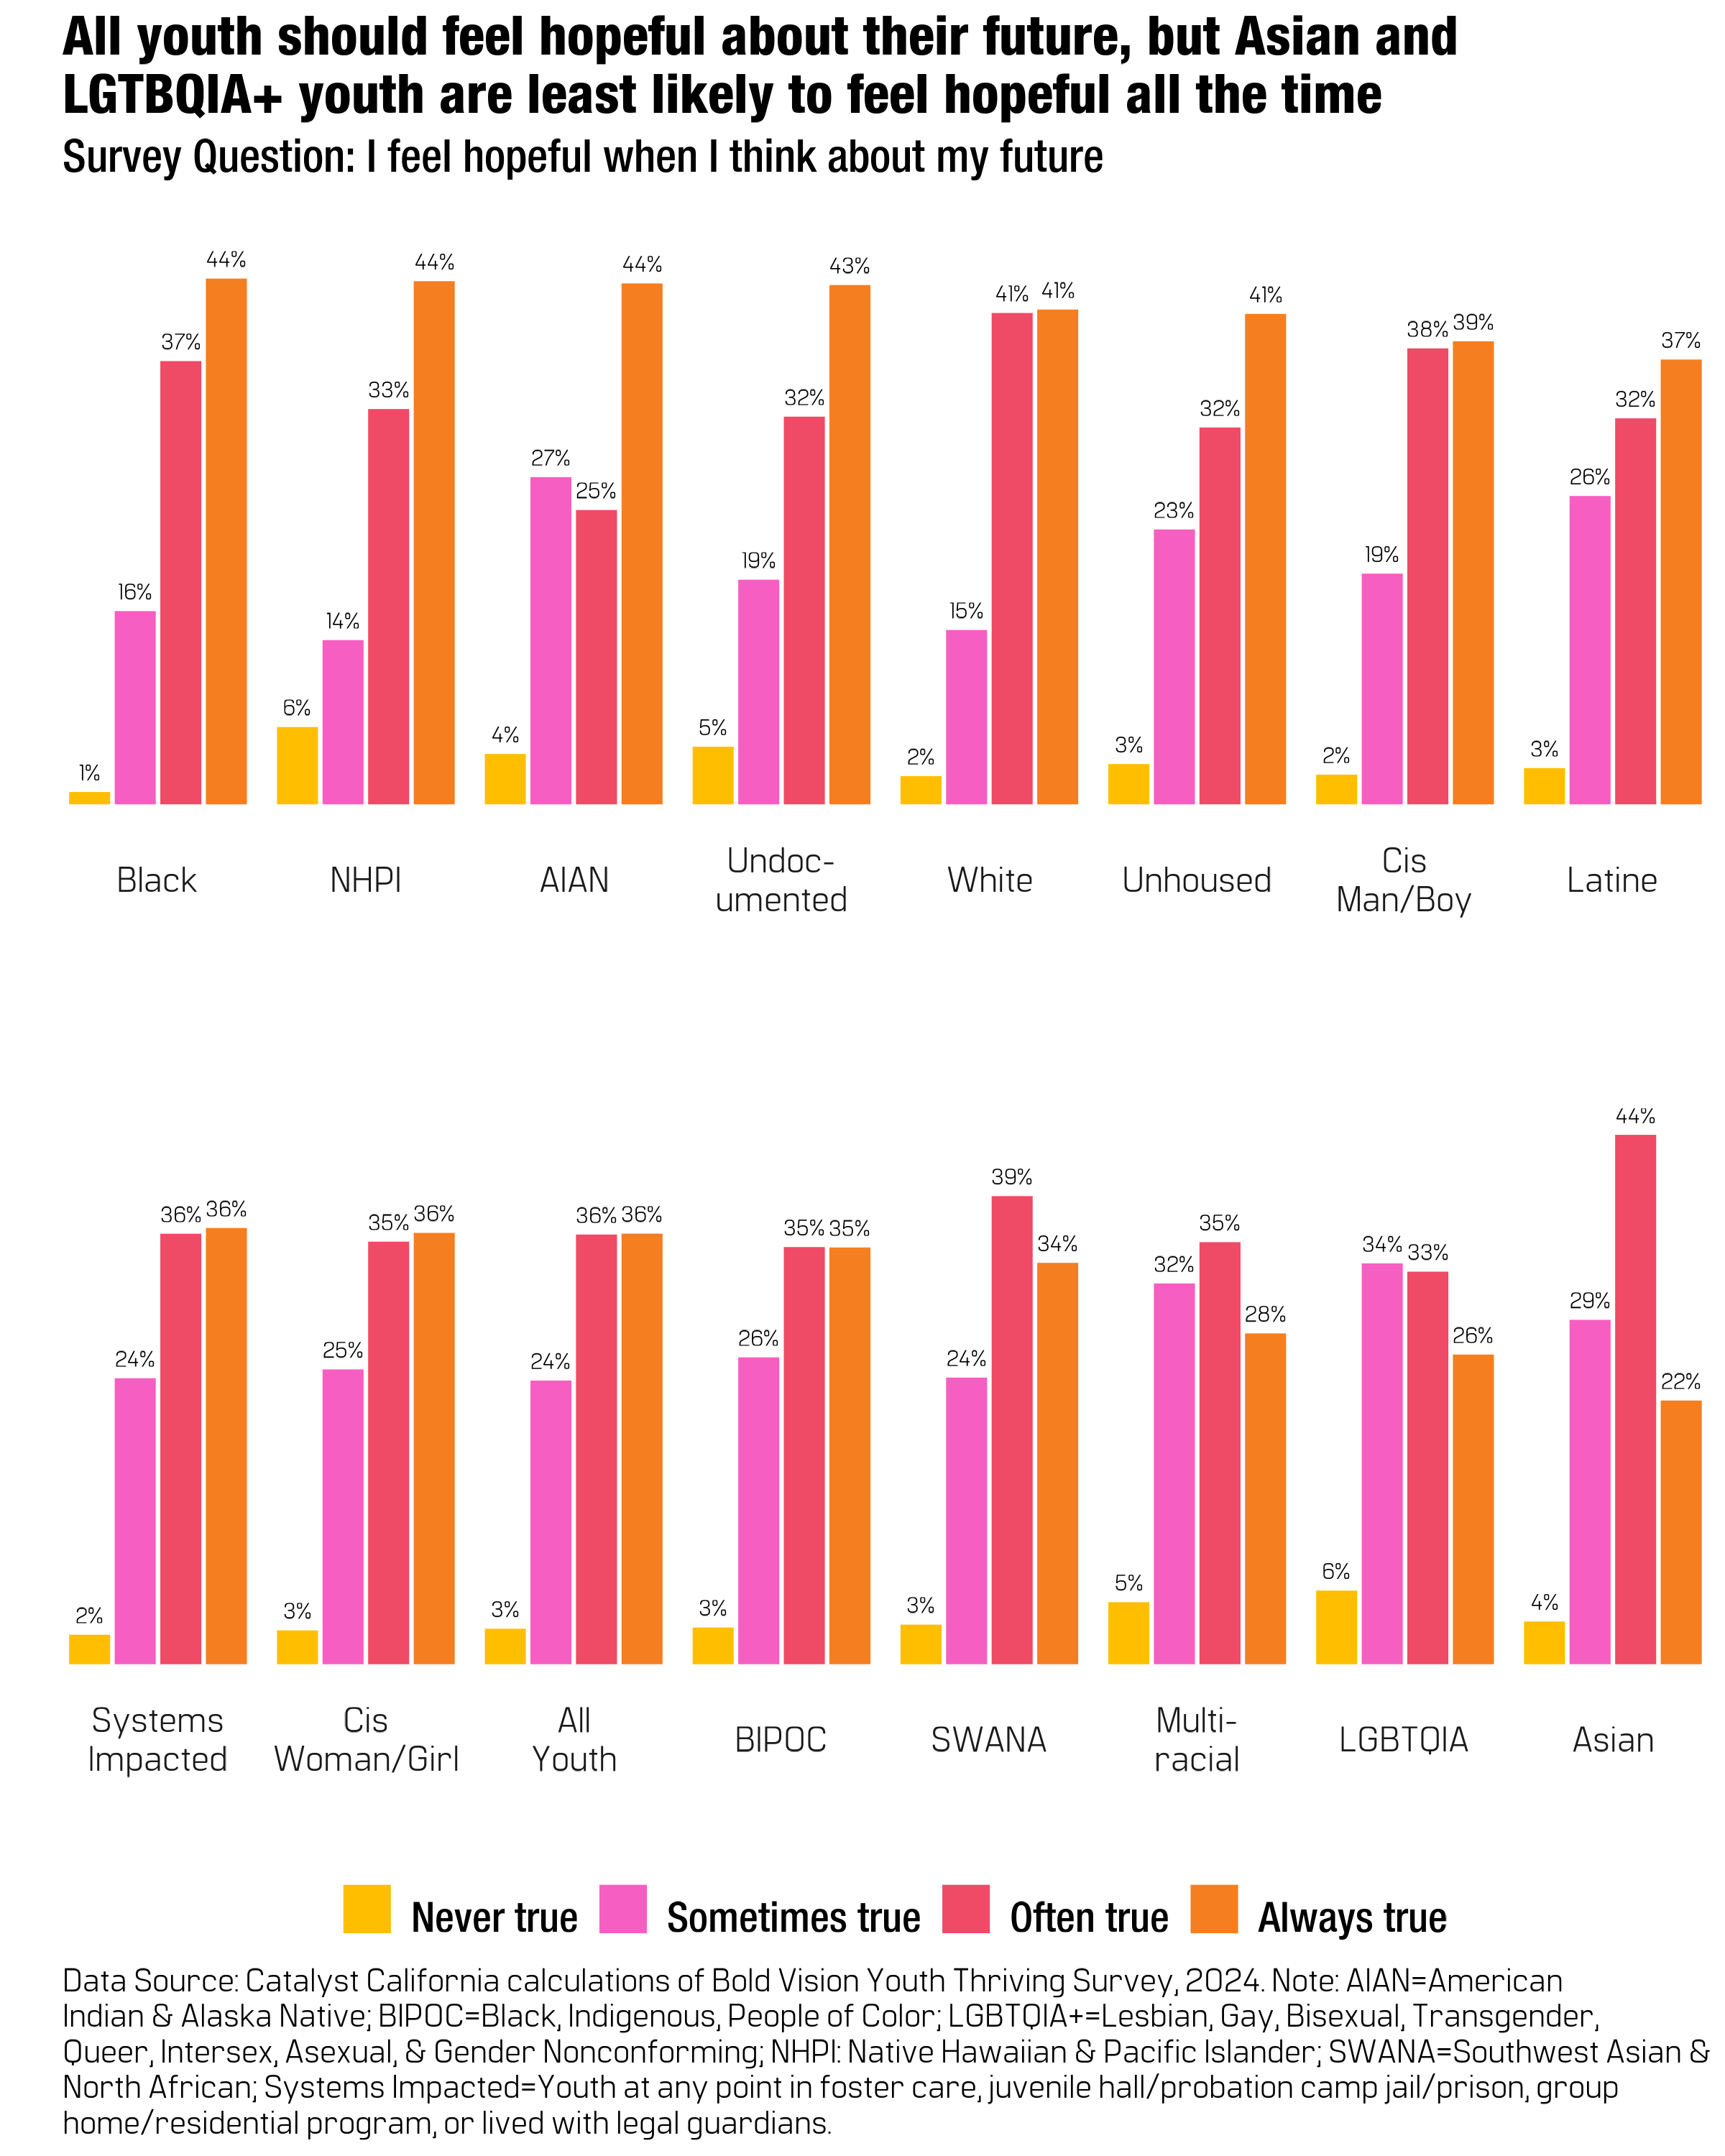 All youth should feel hopeful about their future, but Asian and
LGTBQIA+ youth are least likely to feel hopeful all the time
Survey Question: I feel hopeful when I think about my future
1% 16% 37% 44%
6% 14% 33% 44%
4% 27% 25% 44%
5% 19% 32% 43%
2% 15% 41% 41%
3% 23% 32% 41%
2% 19% 38% 39%
3% 26% 32% 37%
Black
NHPI
AIAN
Undoc-
umented
White
Unhoused
Cis
Man/Boy
Latine
2% 24% 36% 36%
3% 25% 35% 36%
3% 24% 36% 36%
3% 26% 35% 35%
3% 24% 39% 34%
5% 32% 35% 28%
6% 34% 33% 26%
4% 29% 44% 22%
Systems
Impacted
Cis
Woman/Girl
All
Youth
BIPOC
SWANA
Multi-
racial
LGBTQIA
Asian
Never true Sometimes true Often true Always true
Data Source: Catalyst California calculations of Bold Vision Youth Thriving Survey, 2024. Note: AIAN=American
Indian & Alaska Native; BIPOC=Black, Indigenous, People of Color; LGBTQIA+=Lesbian, Gay, Bisexual, Transgender,
Queer, Intersex, Asexual, & Gender Nonconforming; NHPI: Native Hawaiian & Pacific Islander; SWANA=Southwest Asian &
North African; Systems Impacted=Youth at any point in foster care, juvenile hall/probation camp jail/prison, group
home/residential program, or lived with legal guardians.